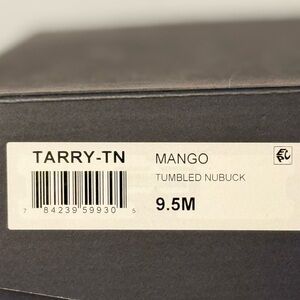 TARRY-TN
MANGO
TUMBLED NUBUCK
9.5M
7 84239 59930 5